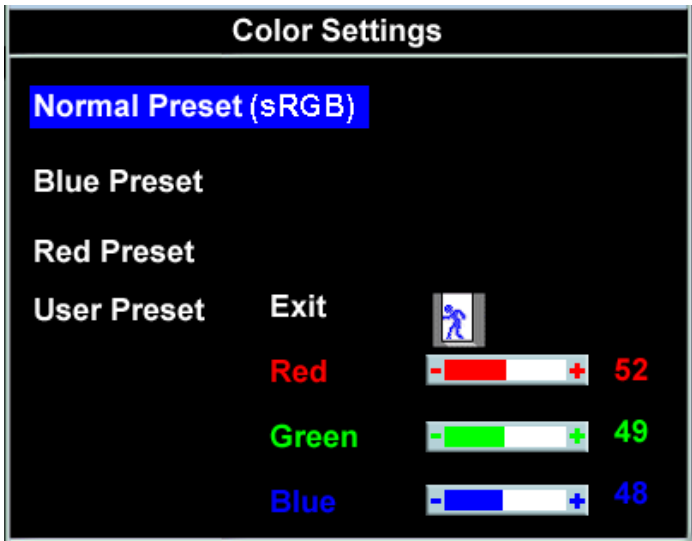 Color Settings
Normal Preset (sRGB)
Blue Preset
Red Preset
User Preset Exit
Red - + 52
Green - + 49
Blue - + 48